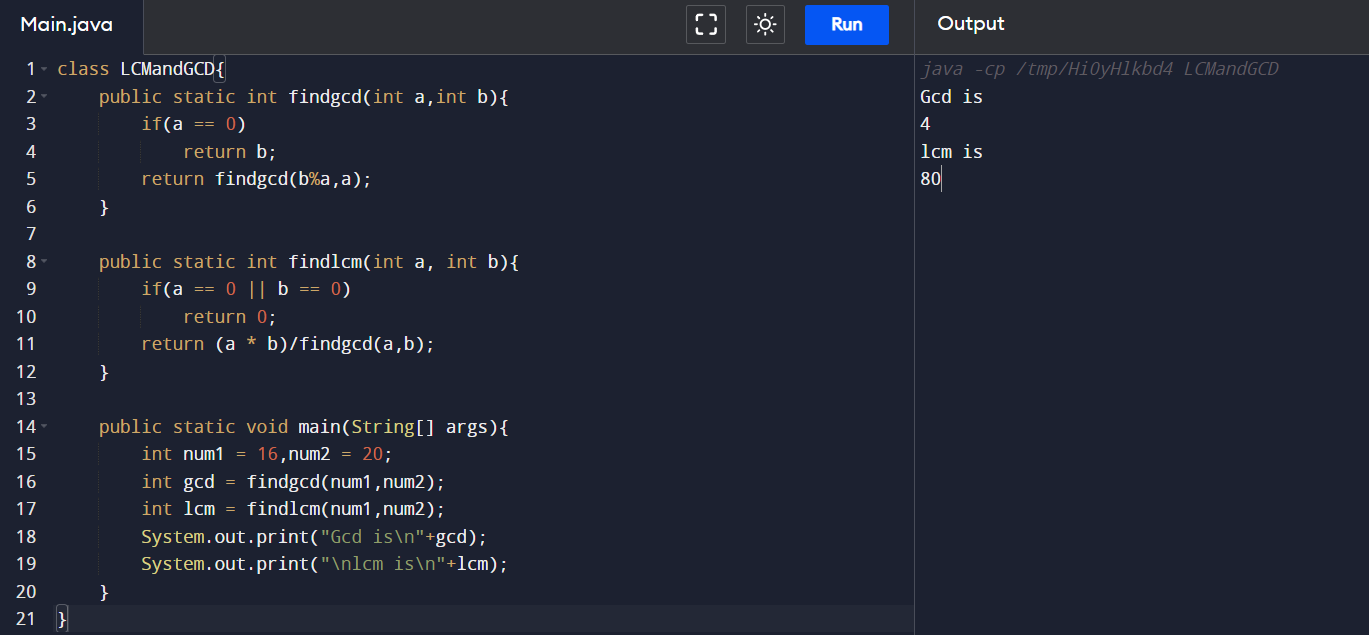 Main.java
Run
Output
1 class LCMandGCD{
2     public static int findgcd(int a,int b){
3         if(a == 0)
4             return b;
5         return findgcd(b%a,a);
6     }
7
8     public static int findlcm(int a, int b){
9         if(a == 0 || b == 0)
10             return 0;
11         return (a * b)/findgcd(a,b);
12     }
13
14     public static void main(String[] args){
15         int num1 = 16,num2 = 20;
16         int gcd = findgcd(num1,num2);
17         int lcm = findlcm(num1,num2);
18         System.out.print("Gcd is\n"+gcd);
19         System.out.print("\nlcm is\n"+lcm);
20     }
21 }
java -cp /tmp/HiOyHlkbd4 LCMandGCD
Gcd is
4
lcm is
80